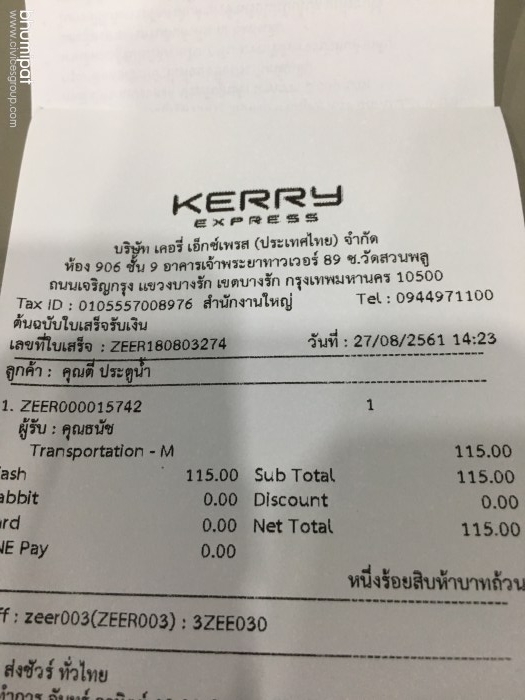 bhumipat
www.civicesgroup.com
KERRY
EXPRESS
บริษัท เคอรี่ เอ็กซ์เพรส (ประเทศไทย) จำกัด
ห้อง 906 ชั้น 9 อาคารเจ้าพระยาทาวเวอร์ 89 ซ.วัดสวนพลู
ถนนเจริญกรุง แขวงบางรัก เขตบางรัก กรุงเทพมหานคร 10500
Tax ID : 0105557008976 สำนักงานใหญ่ Tel : 0944971100
ต้นฉบับใบเสร็จรับเงิน
เลขที่ใบเสร็จ : ZEER180803274 วันที่ : 27/08/2561 14:23
ลูกค้า : คุณตี๋ ประตูน้ำ
1. ZEER000015742 1
ผู้รับ : คุณธนัช
Transportation - M 115.00
ash 115.00 Sub Total 115.00
abbit 0.00 Discount 0.00
ard 0.00 Net Total 115.00
NE Pay 0.00
หนึ่งร้อยสิบห้าบาทถ้วน
ff : zeer003(ZEER003) : 3ZEE030
ส่งชัวร์ ทั่วไทย